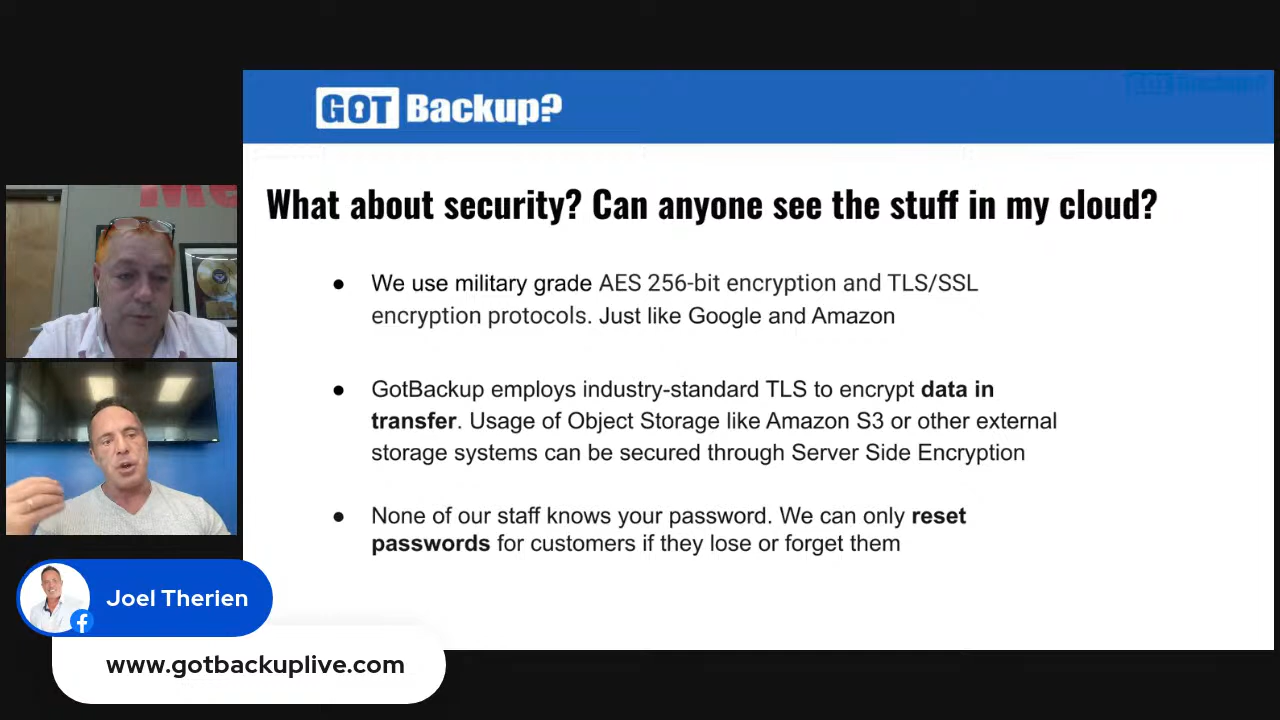 GOT Backup?
What about security? Can anyone see the stuff in my cloud?
● We use military grade AES 256-bit encryption and TLS/SSL
encryption protocols. Just like Google and Amazon
● GotBackup employs industry-standard TLS to encrypt data in
transfer. Usage of Object Storage like Amazon S3 or other external
storage systems can be secured through Server Side Encryption
● None of our staff knows your password. We can only reset
passwords for customers if they lose or forget them
Me
Joel Therien
www.gotbackuplive.com